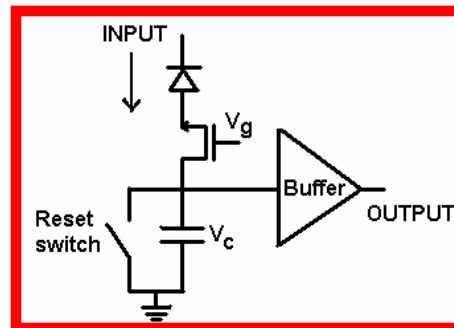 INPUT
Vg
Buffer
OUTPUT
Reset
switch
Vc